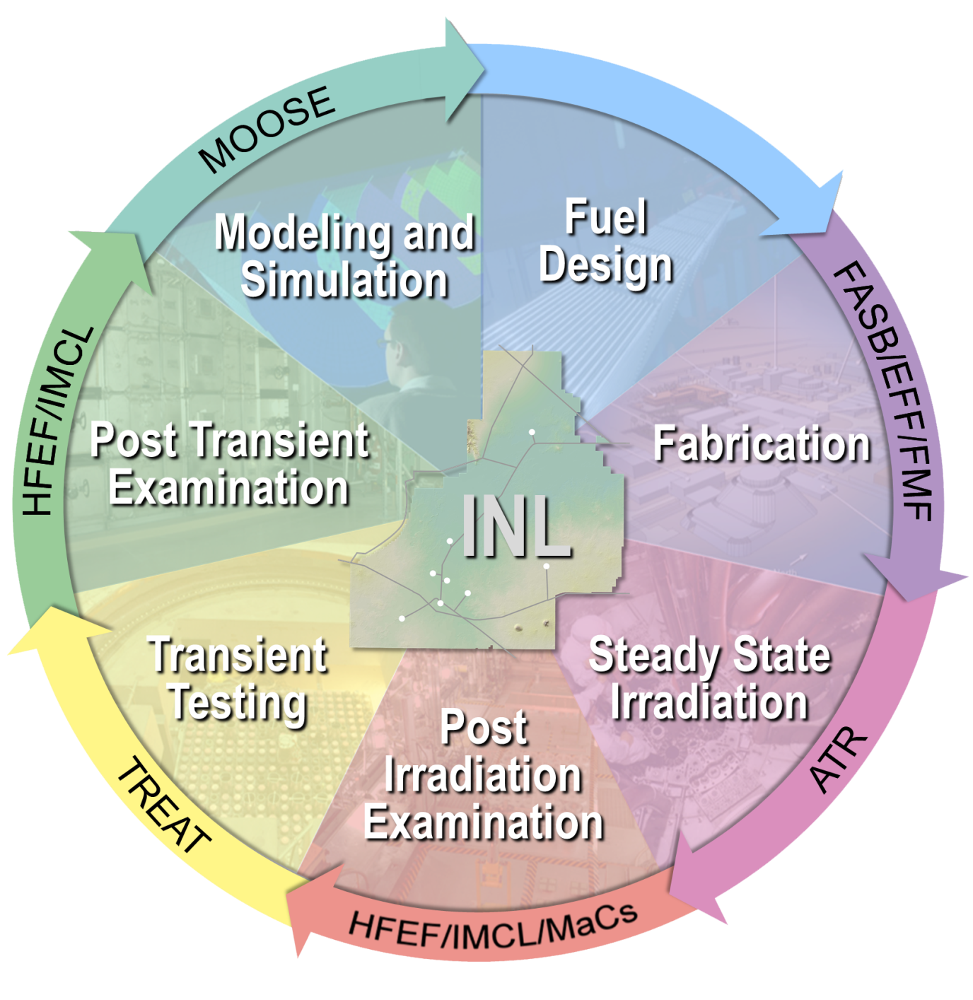 MOOSE
Modeling and
Simulation
Fuel
Design
FASB/EFF/FMF
Fabrication
HFEF/IMCL
Post Transient
Examination
INL
Steady State
Irradiation
ATR
Transient
Testing
TREAT
Post
Irradiation
Examination
HFEF/IMCL/MaCs